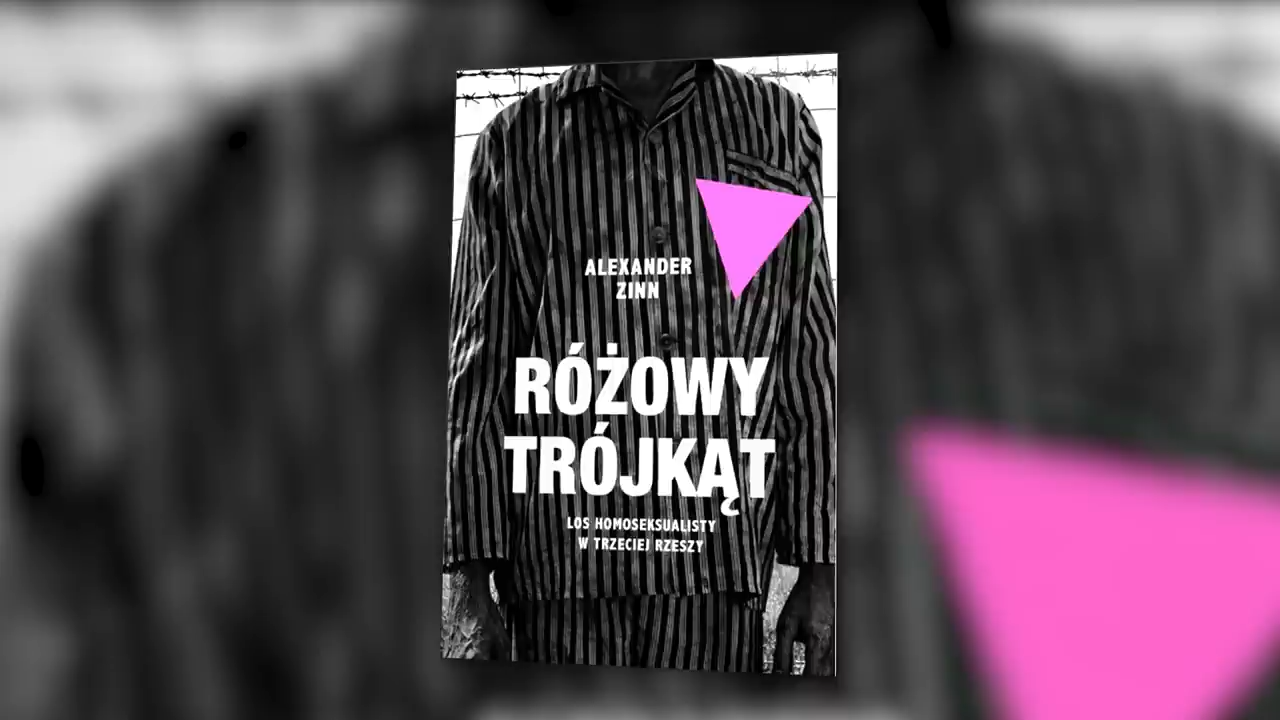 ALEXANDER
ZINN
RÓŻOWY
TRÓJKĄT
LOS HOMOSEKSUALISTY
W TRZECIEJ RZESZY